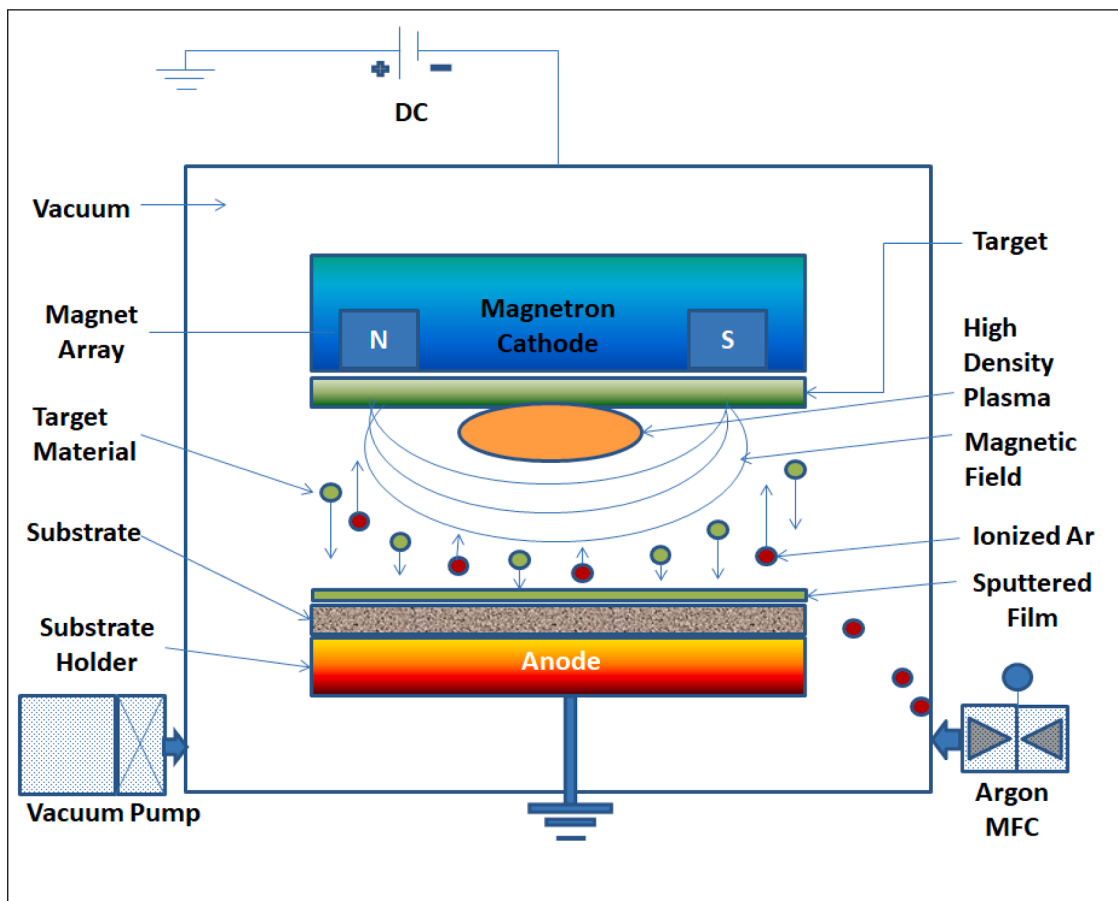 DC
Vacuum
Target
Magnet
Array
N
Magnetron
Cathode
S
High
Density
Plasma
Target
Material
Magnetic
Field
Substrate
Ionized Ar
Sputtered
Film
Substrate
Holder
Anode
Vacuum Pump
Argon
MFC